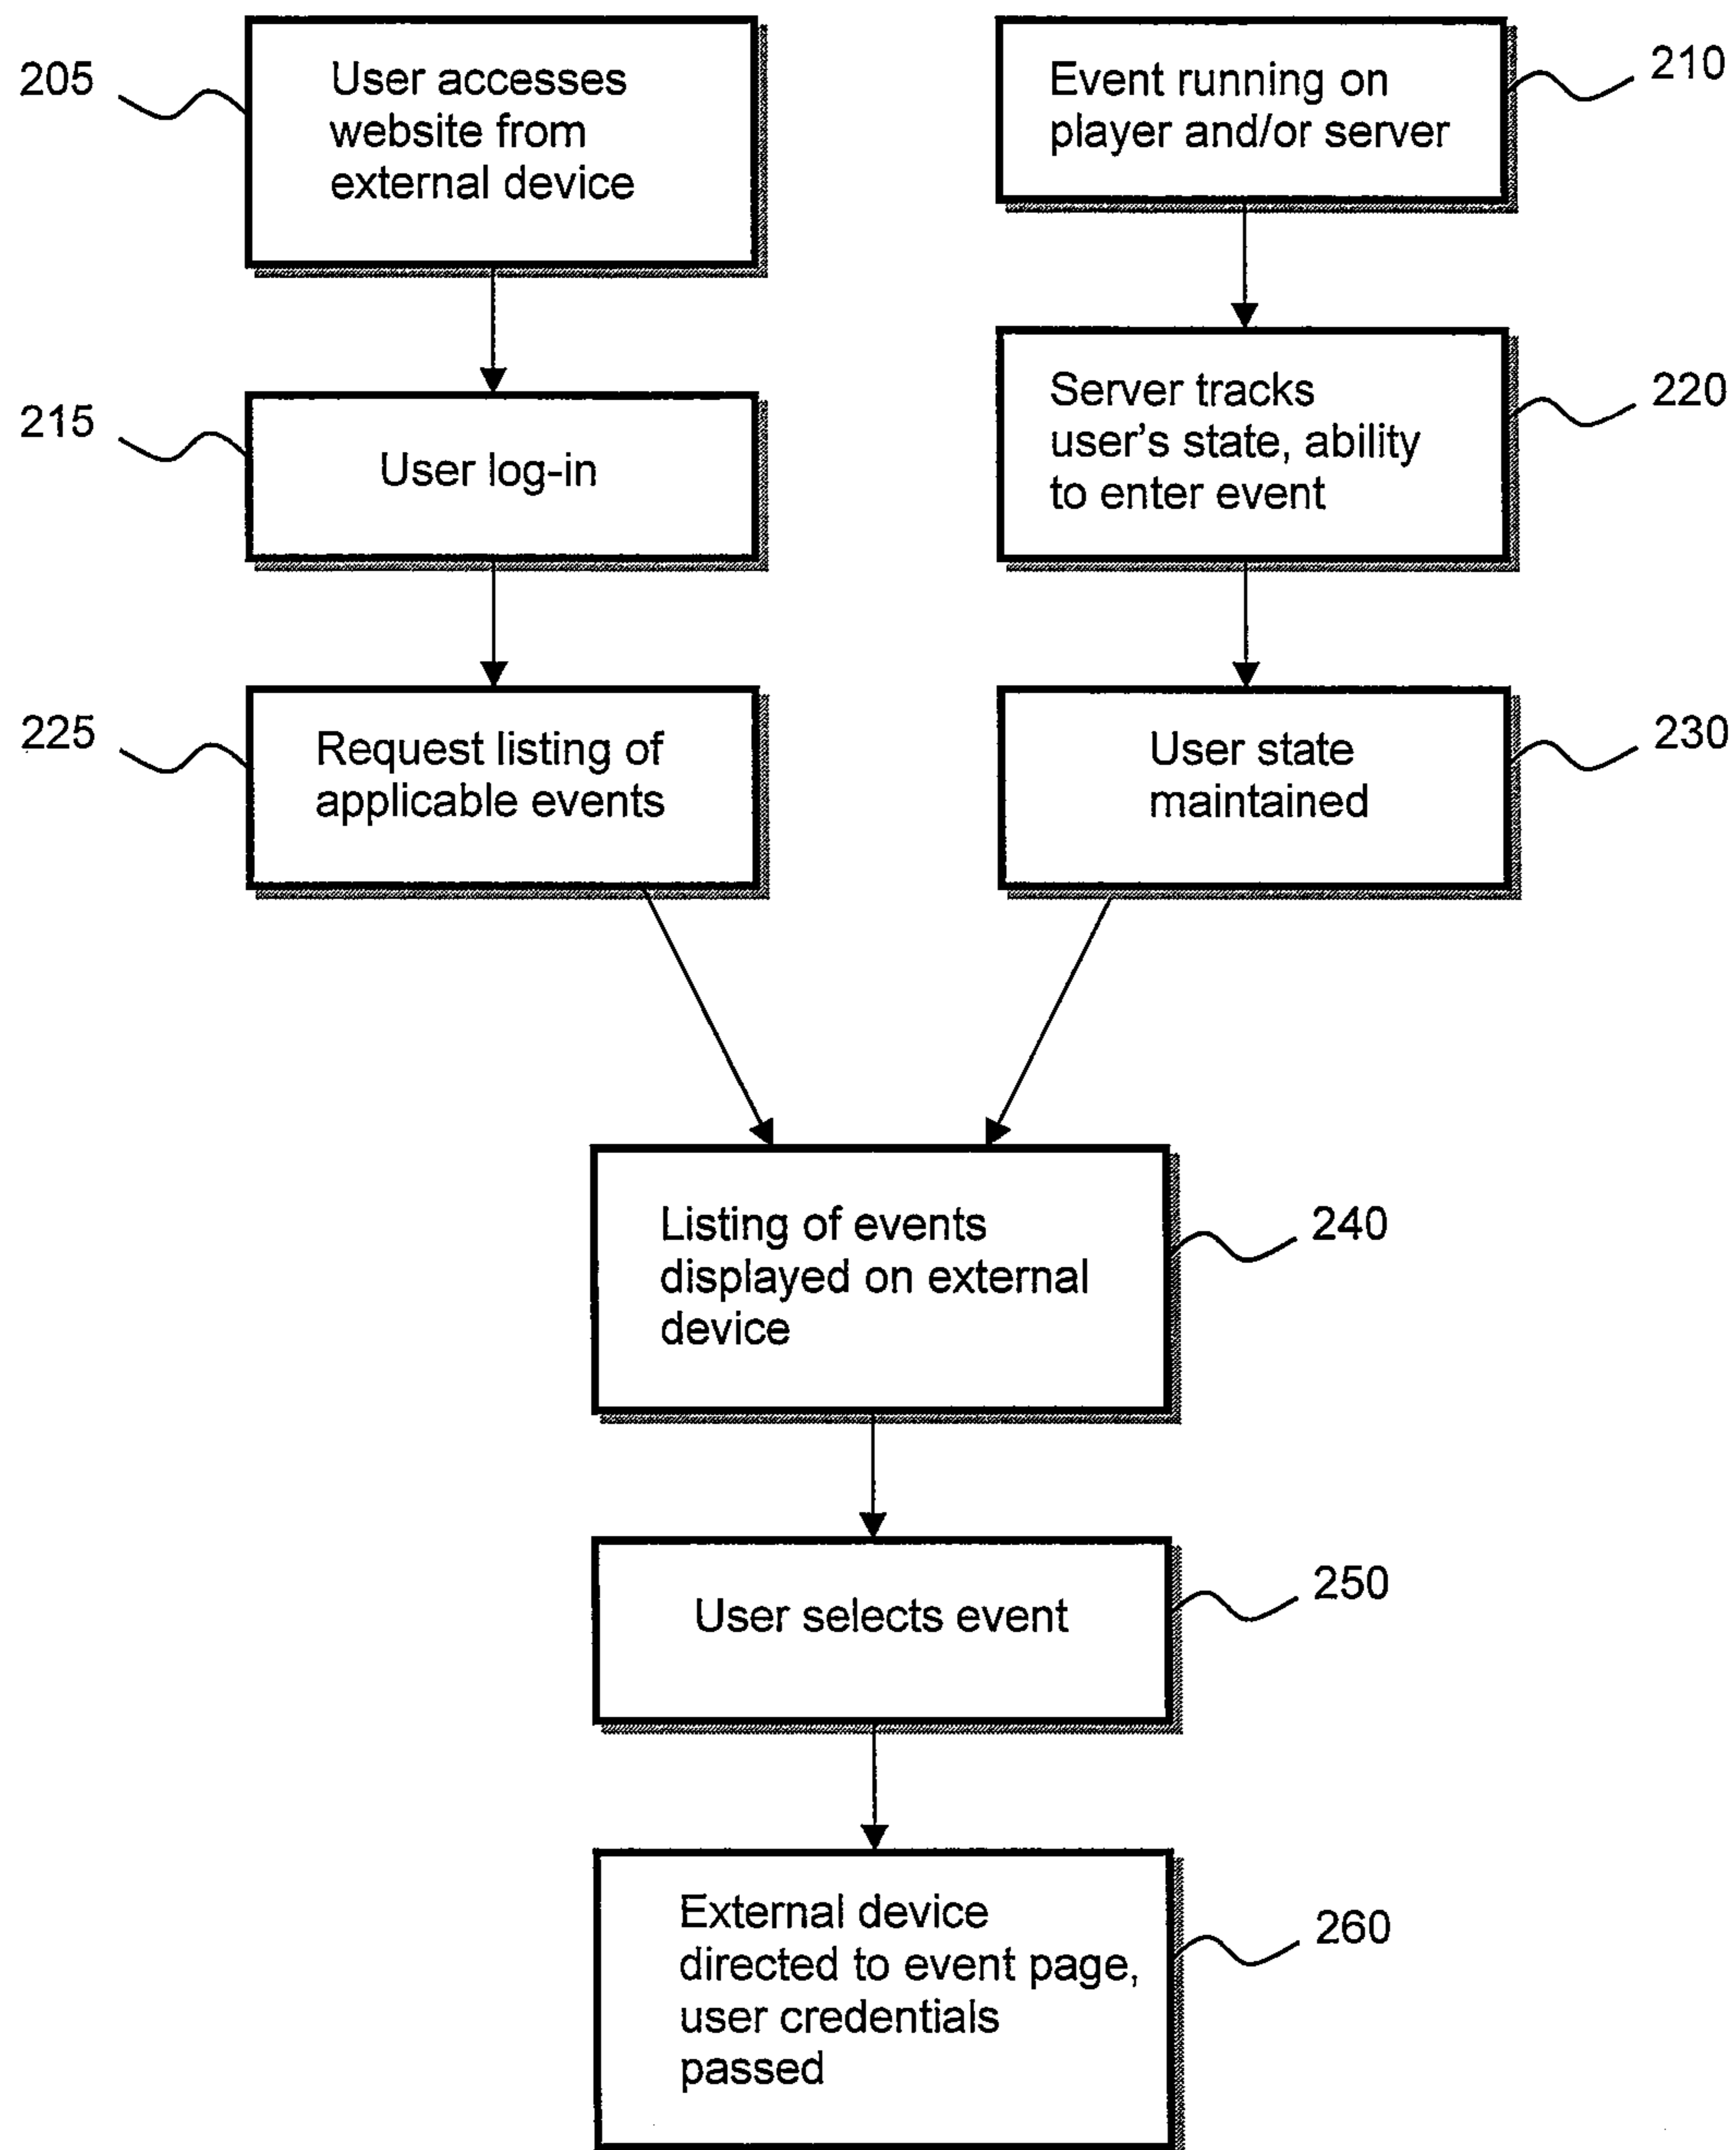 205
User accesses
website from
external device
210
Event running on
player and/or server
215
User log-in
220
Server tracks
user's state, ability
to enter event
225
Request listing of
applicable events
230
User state
maintained
240
Listing of events
displayed on external
device
250
User selects event
260
External device
directed to event page,
user credentials
passed